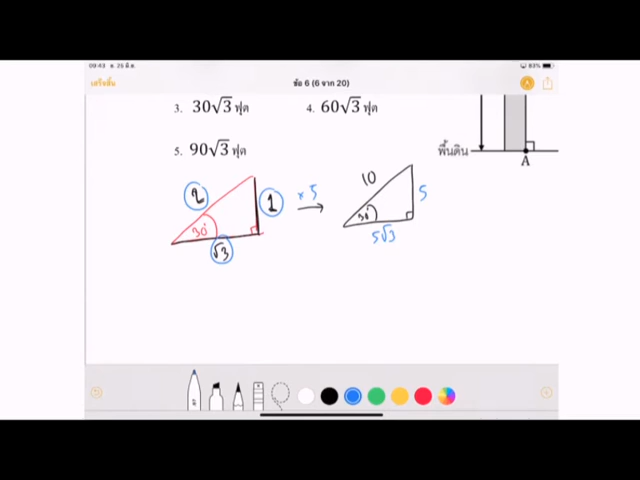 09:43 อ. 25 มิ.ย.
83%
เสร็จสิ้น
ข้อ 6 (6 จาก 20)
3. 30√3 ฟุต
4. 60√3 ฟุต
5. 90√3 ฟุต
พื้นดิน
A
2
1
30°
√3
×5
10
5
30°
5√3